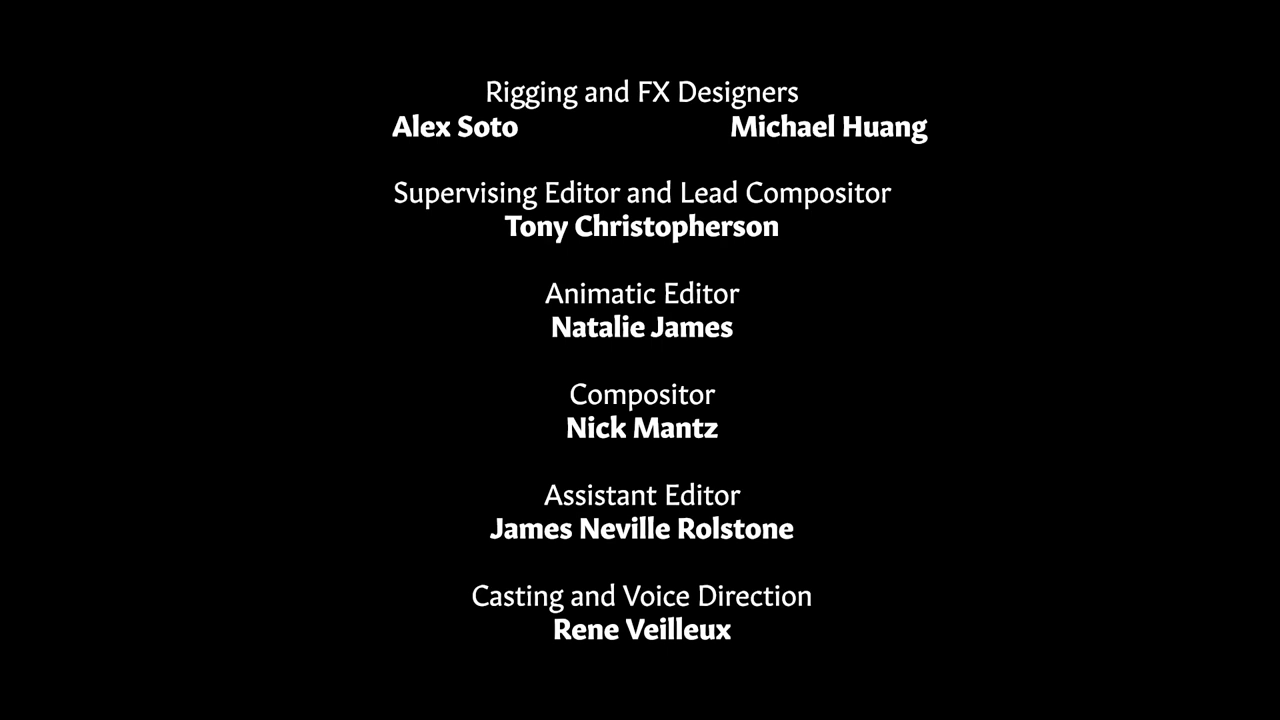 Rigging and FX Designers
Alex Soto Michael Huang
Supervising Editor and Lead Compositor
Tony Christopherson
Animatic Editor
Natalie James
Compositor
Nick Mantz
Assistant Editor
James Neville Rolstone
Casting and Voice Direction
Rene Veilleux